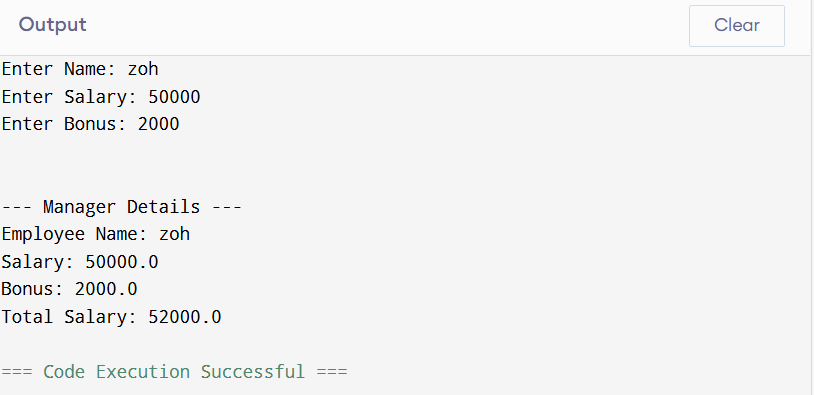 Output
Clear
Enter Name: zoh
Enter Salary: 50000
Enter Bonus: 2000
--- Manager Details ---
Employee Name: zoh
Salary: 50000.0
Bonus: 2000.0
Total Salary: 52000.0
=== Code Execution Successful ===